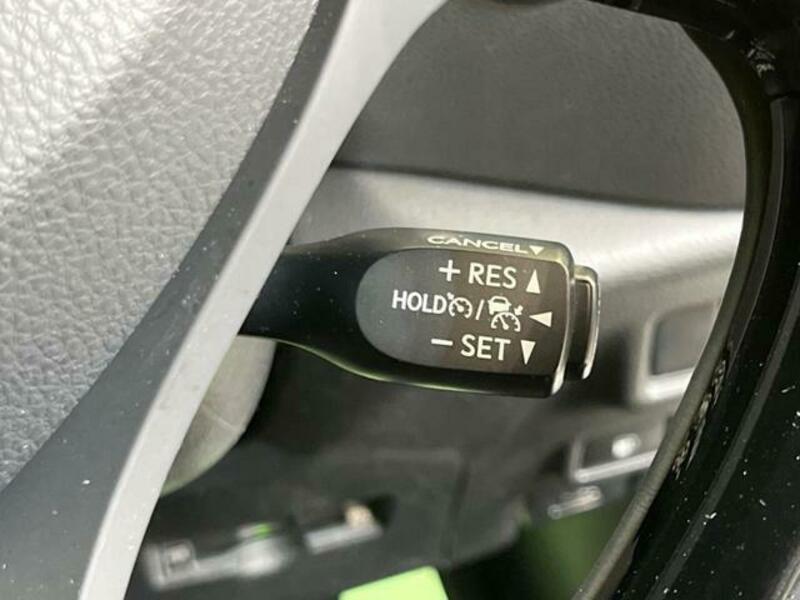 CANCEL▼
+ RES ▲
HOLD / ◀
− SET ▼